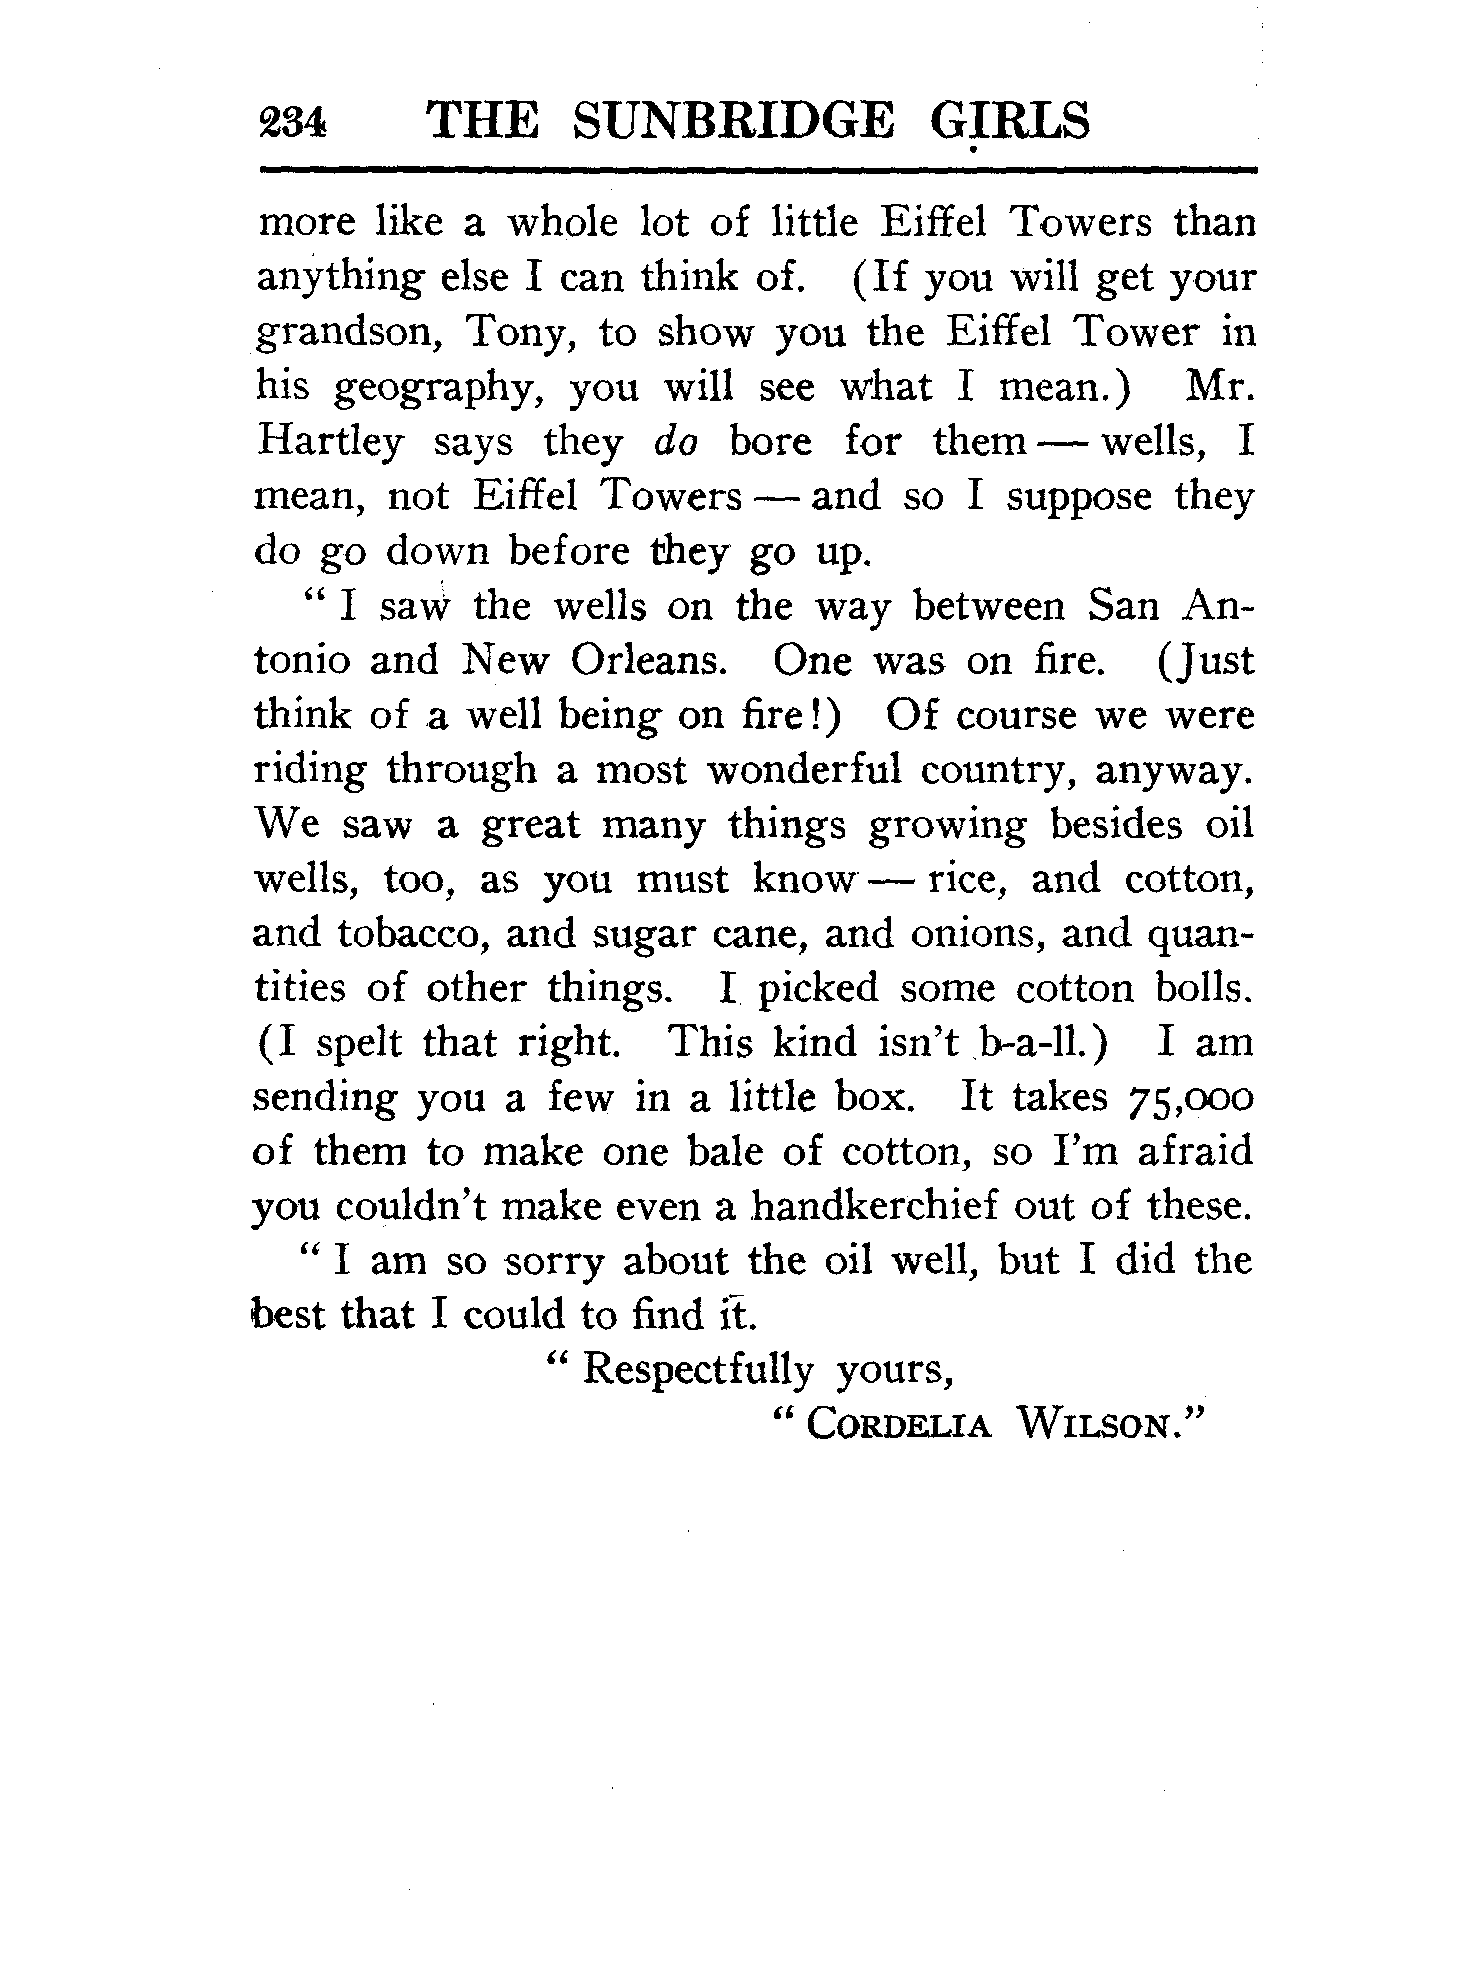 234 THE SUNBRIDGE GIRLS
more like a whole lot of little Eiffel Towers than
anything else I can think of. (If you will get your
grandson, Tony, to show you the Eiffel Tower in
his geography, you will see what I mean.) Mr.
Hartley says they do bore for them — wells, I
mean, not Eiffel Towers — and so I suppose they
do go down before they go up.
" I saw the wells on the way between San An-
tonio and New Orleans. One was on fire. (Just
think of a well being on fire!) Of course we were
riding through a most wonderful country, anyway.
We saw a great many things growing besides oil
wells, too, as you must know — rice, and cotton,
and tobacco, and sugar cane, and onions, and quan-
tities of other things. I picked some cotton bolls.
(I spelt that right. This kind isn't b-a-ll.) I am
sending you a few in a little box. It takes 75,000
of them to make one bale of cotton, so I'm afraid
you couldn't make even a handkerchief out of these.
" I am so sorry about the oil well, but I did the
best that I could to find it.
" Respectfully yours,
" CORDELIA WILSON."